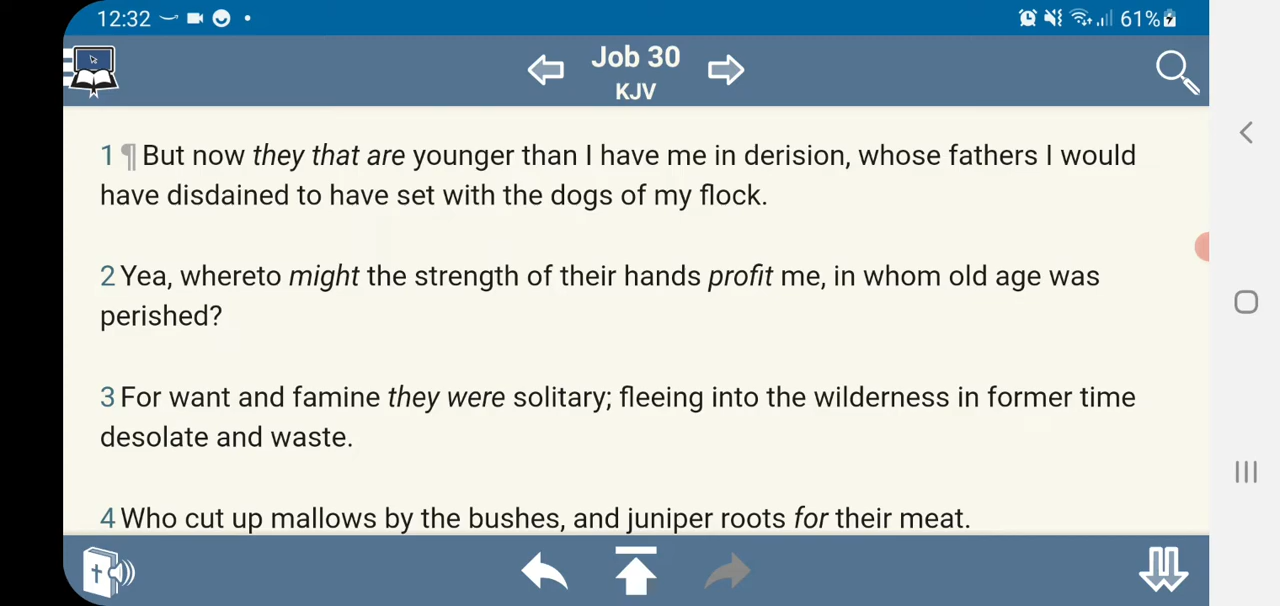 12:32 61%
Job 30
KJV
1 ¶ But now they that are younger than I have me in derision, whose fathers I would
have disdained to have set with the dogs of my flock.
2 Yea, whereto might the strength of their hands profit me, in whom old age was
perished?
3 For want and famine they were solitary; fleeing into the wilderness in former time
desolate and waste.
4 Who cut up mallows by the bushes, and juniper roots for their meat.